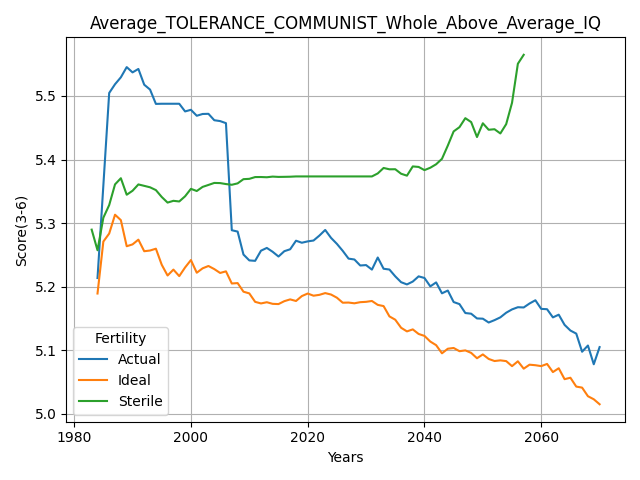 Average_TOLERANCE_COMMUNIST_Whole_Above_Average_IQ
Score(3-6)
5.5
5.4
5.3
5.2
5.1
5.0
Fertility
Actual
Ideal
Sterile
1980 2000 2020 2040 2060
Years